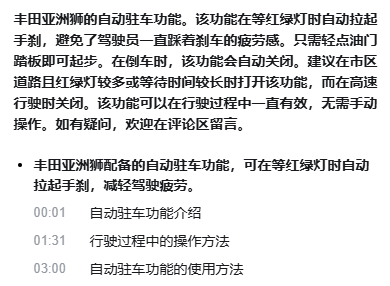 丰田亚洲狮的自动驻车功能。该功能在等红绿灯时自动拉起
手刹，避免了驾驶员一直踩着刹车的疲劳感。只需轻点油门
踏板即可起步。在倒车时，该功能会自动关闭。建议在市区
道路且红绿灯较多或等待时间较长时打开该功能，而在高速
行驶时关闭。该功能可以在行驶过程中一直有效，无需手动
操作。如有疑问，欢迎在评论区留言。
• 丰田亚洲狮配备的自动驻车功能，可在等红绿灯时自动
拉起手刹，减轻驾驶疲劳。
00:01 自动驻车功能介绍
01:31 行驶过程中的操作方法
03:00 自动驻车功能的使用方法